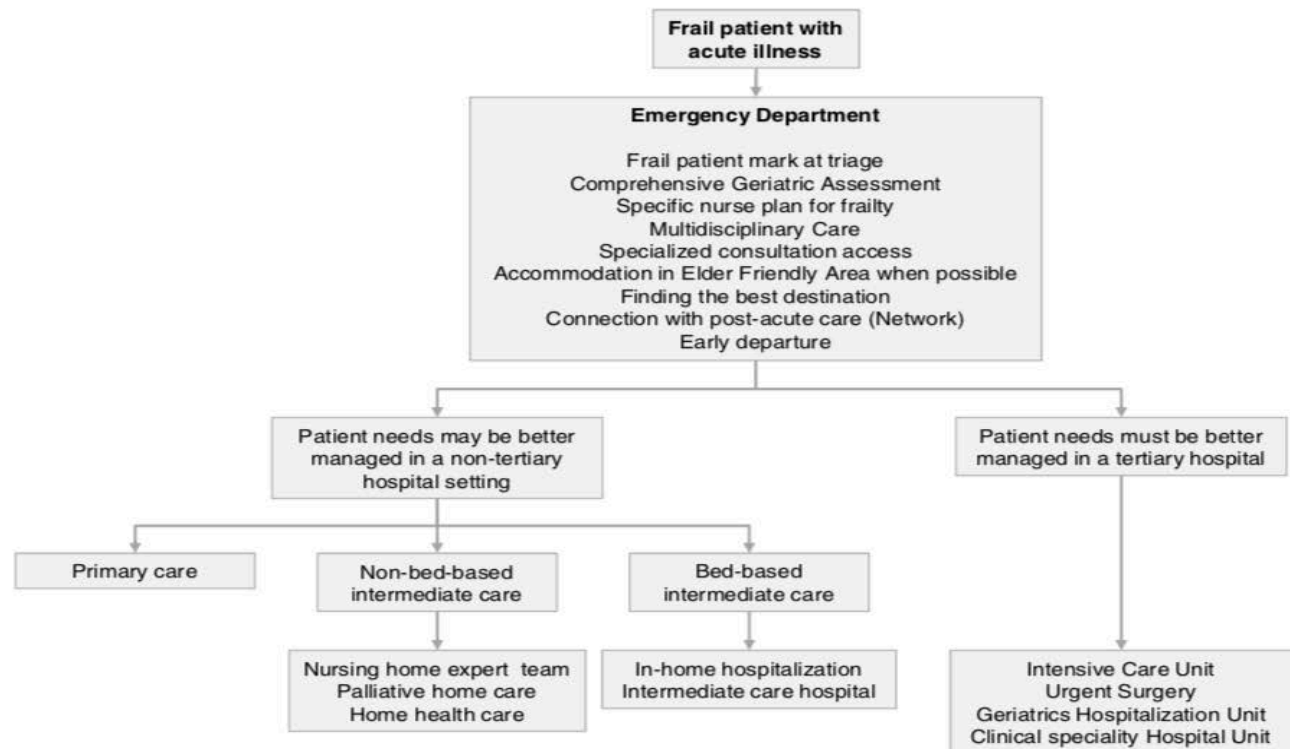 Frail patient with
acute illness
Emergency Department
Frail patient mark at triage
Comprehensive Geriatric Assessment
Specific nurse plan for frailty
Multidisciplinary Care
Specialized consultation access
Accommodation in Elder Friendly Area when possible
Finding the best destination
Connection with post-acute care (Network)
Early departure
Patient needs may be better
managed in a non-tertiary
hospital setting
Patient needs must be better
managed in a tertiary hospital
Primary care
Non-bed-based
intermediate care
Bed-based
intermediate care
Nursing home expert team
Palliative home care
Home health care
In-home hospitalization
Intermediate care hospital
Intensive Care Unit
Urgent Surgery
Geriatrics Hospitalization Unit
Clinical speciality Hospital Unit